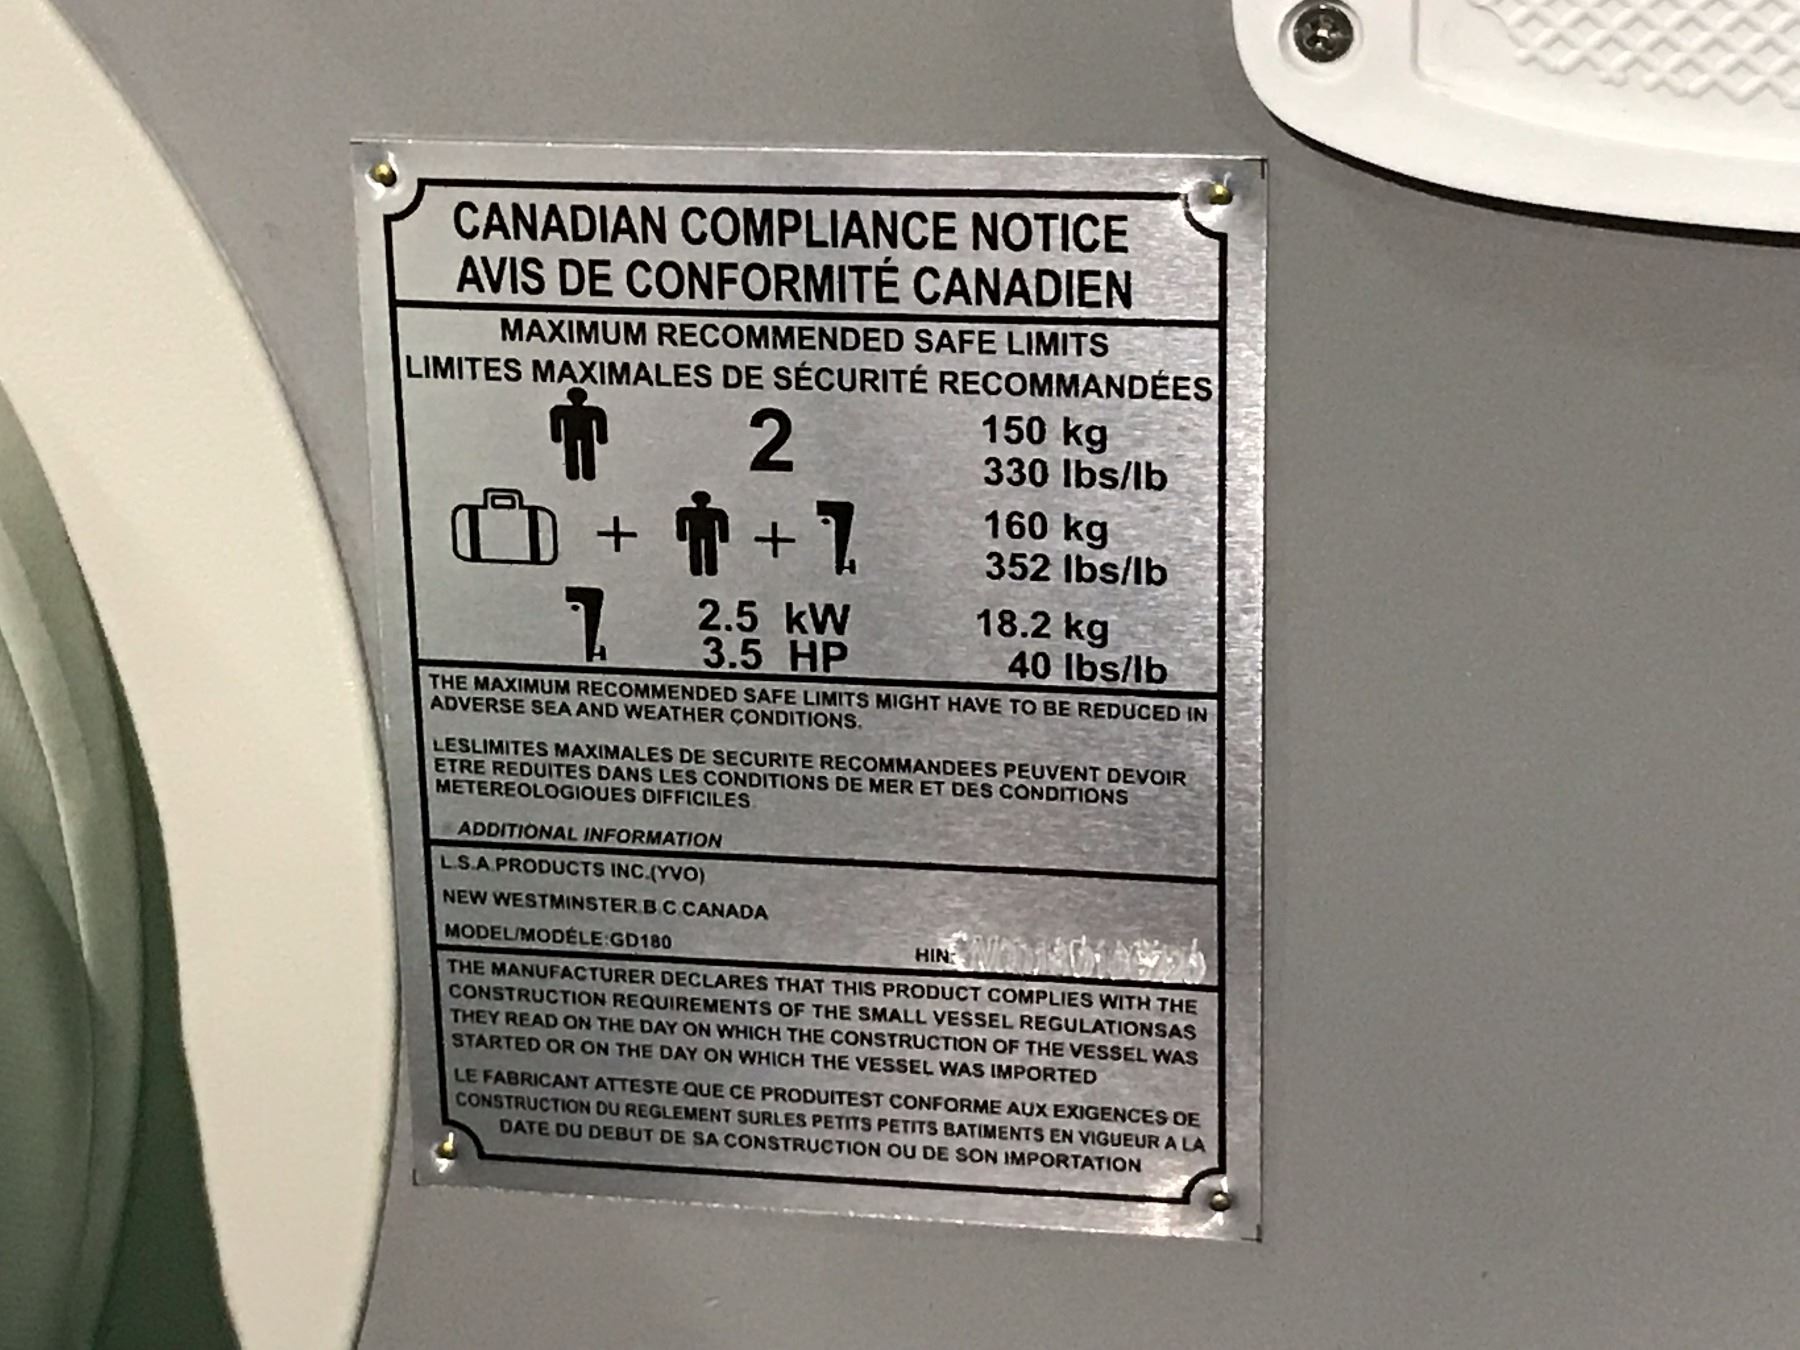 CANADIAN COMPLIANCE NOTICE
AVIS DE CONFORMITÉ CANADIEN
MAXIMUM RECOMMENDED SAFE LIMITS
LIMITES MAXIMALES DE SÉCURITÉ RECOMMANDÉES
2 150 kg
330 lbs/lb
+ + 160 kg
352 lbs/lb
2.5 kW 18.2 kg
3.5 HP 40 lbs/lb
THE MAXIMUM RECOMMENDED SAFE LIMITS MIGHT HAVE TO BE REDUCED IN
ADVERSE SEA AND WEATHER CONDITIONS.
LESLIMITES MAXIMALES DE SECURITE RECOMMANDEES PEUVENT DEVOIR
ETRE REDUITES DANS LES CONDITIONS DE MER ET DES CONDITIONS
METEREOLOGIOUES DIFFICILES
ADDITIONAL INFORMATION
L.S.A.PRODUCTS INC.(YVO)
NEW WESTMINSTER.B.C.CANADA
MODEL/MODÉLE:GD180 HIN:
THE MANUFACTURER DECLARES THAT THIS PRODUCT COMPLIES WITH THE
CONSTRUCTION REQUIREMENTS OF THE SMALL VESSEL REGULATIONSAS
THEY READ ON THE DAY ON WHICH THE CONSTRUCTION OF THE VESSEL WAS
STARTED OR ON THE DAY ON WHICH THE VESSEL WAS IMPORTED
LE FABRICANT ATTESTE QUE CE PRODUITEST CONFORME AUX EXIGENCES DE
CONSTRUCTION DU REGLEMENT SURLES PETITS PETITS BATIMENTS EN VIGUEUR A LA
DATE DU DEBUT DE SA CONSTRUCTION OU DE SON IMPORTATION